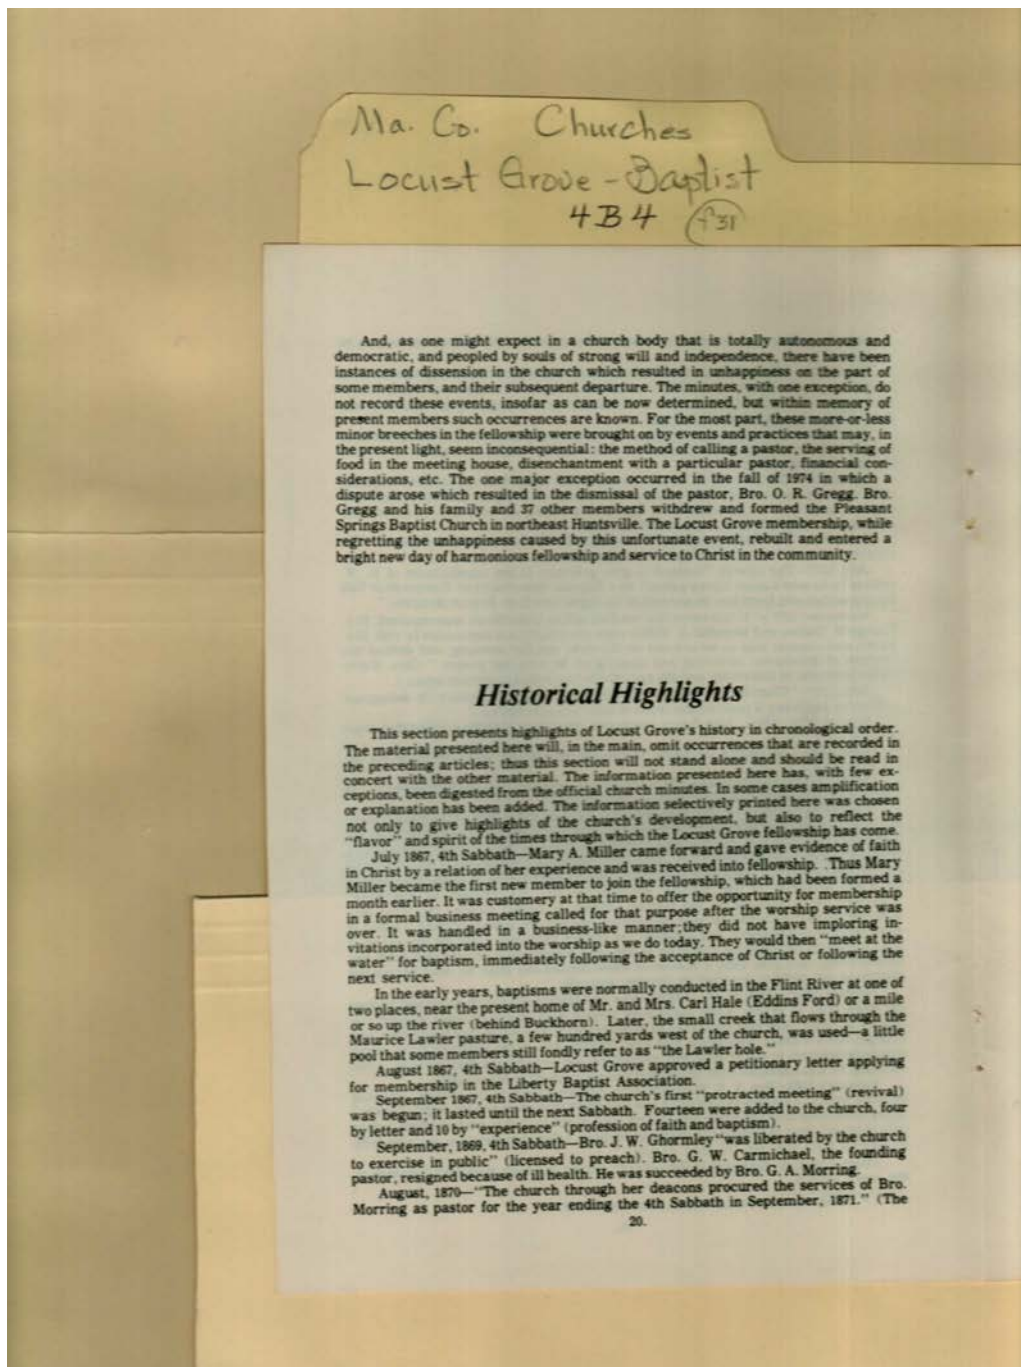 Ma. Co. Churches
Locust Grove - Baptist
4B4
And, as one might expect in a church body that is totally autonomous and
democratic, and peopled by souls of strong will and independence, there have been
instances of dissension in the church which resulted in unhappiness on the part of
some members, and their subsequent departure. The minutes, with one exception, do
not record these events, insofar as can be now determined, but within memory of
present members such occurrences are known. For the most part, these more-or-less
minor breeches in the fellowship were brought on by events and practices that may, in
the present light, seem inconsequential: the method of calling a pastor, the serving of
food in the meeting house, disenchantment with a particular pastor, financial con-
siderations, etc. The one major exception occurred in the fall of 1974 in which a
dispute arose which resulted in the dismissal of the pastor, Bro. O. R. Gregg. Bro.
Gregg and his family and 37 other members withdrew and formed the Pleasant
Springs Baptist Church in northeast Huntsville. The Locust Grove membership, while
regretting the unhappiness caused by this unfortunate event, rebuilt and entered a
bright new day of harmonious fellowship and service to Christ in the community.
Historical Highlights
This section presents highlights of Locust Grove's history in chronological order.
The material presented here will, in the main, omit occurrences that are recorded in
the preceding articles; thus this section will not stand alone and should be read in
concert with the other material. The information presented here has, with few ex-
ceptions, been digested from the official church minutes. In some cases amplification
or explanation has been added. The information selectively printed here was chosen
not only to give highlights of the church's development, but also to reflect the
"flavor" and spirit of the times through which the Locust Grove fellowship has come.
July 1867, 4th Sabbath—Mary A. Miller came forward and gave evidence of faith
in Christ by a relation of her experience and was received into fellowship. Thus Mary
Miller became the first new member to join the fellowship, which had been formed a
month earlier. It was customery at that time to offer the opportunity for membership
in a formal business meeting called for that purpose after the worship service was
over. It was handled in a business-like manner;they did not have imploring in-
vitations incorporated into the worship as we do today. They would then "meet at the
water" for baptism, immediately following the acceptance of Christ or following the
next service.
In the early years, baptisms were normally conducted in the Flint River at one of
two places, near the present home of Mr. and Mrs. Carl Hale (Eddins Ford) or a mile
or so up the river (behind Buckhorn). Later, the small creek that flows through the
Maurice Lawler pasture, a few hundred yards west of the church, was used—a little
pool that some members still fondly refer to as "the Lawler hole."
August 1867, 4th Sabbath—Locust Grove approved a petitionary letter applying
for membership in the Liberty Baptist Association.
September 1867, 4th Sabbath—The church's first "protracted meeting" (revival)
was begun; it lasted until the next Sabbath. Fourteen were added to the church, four
by letter and 10 by "experience" (profession of faith and baptism).
September, 1869, 4th Sabbath—Bro. J. W. Ghormley "was liberated by the church
to exercise in public" (licensed to preach). Bro. G. W. Carmichael, the founding
pastor, resigned because of ill health. He was succeeded by Bro. G. A. Morring.
August, 1870—"The church through her deacons procured the services of Bro.
Morring as pastor for the year ending the 4th Sabbath in September, 1871." (The
20.